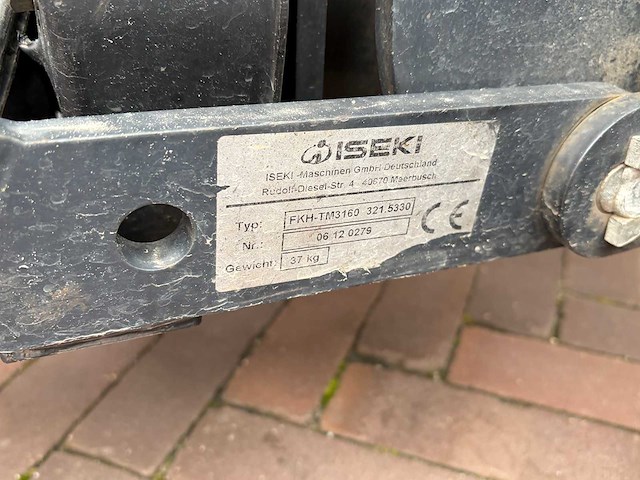 ISEKI
ISEKI -Maschinen GmbH Deutschland
Rudolf-Diesel-Str. 4 40670 Meerbusch
Typ: FKH-TM3160 321.5330
Nr.: 06 12 0279 CE
Gewicht: 37 kg